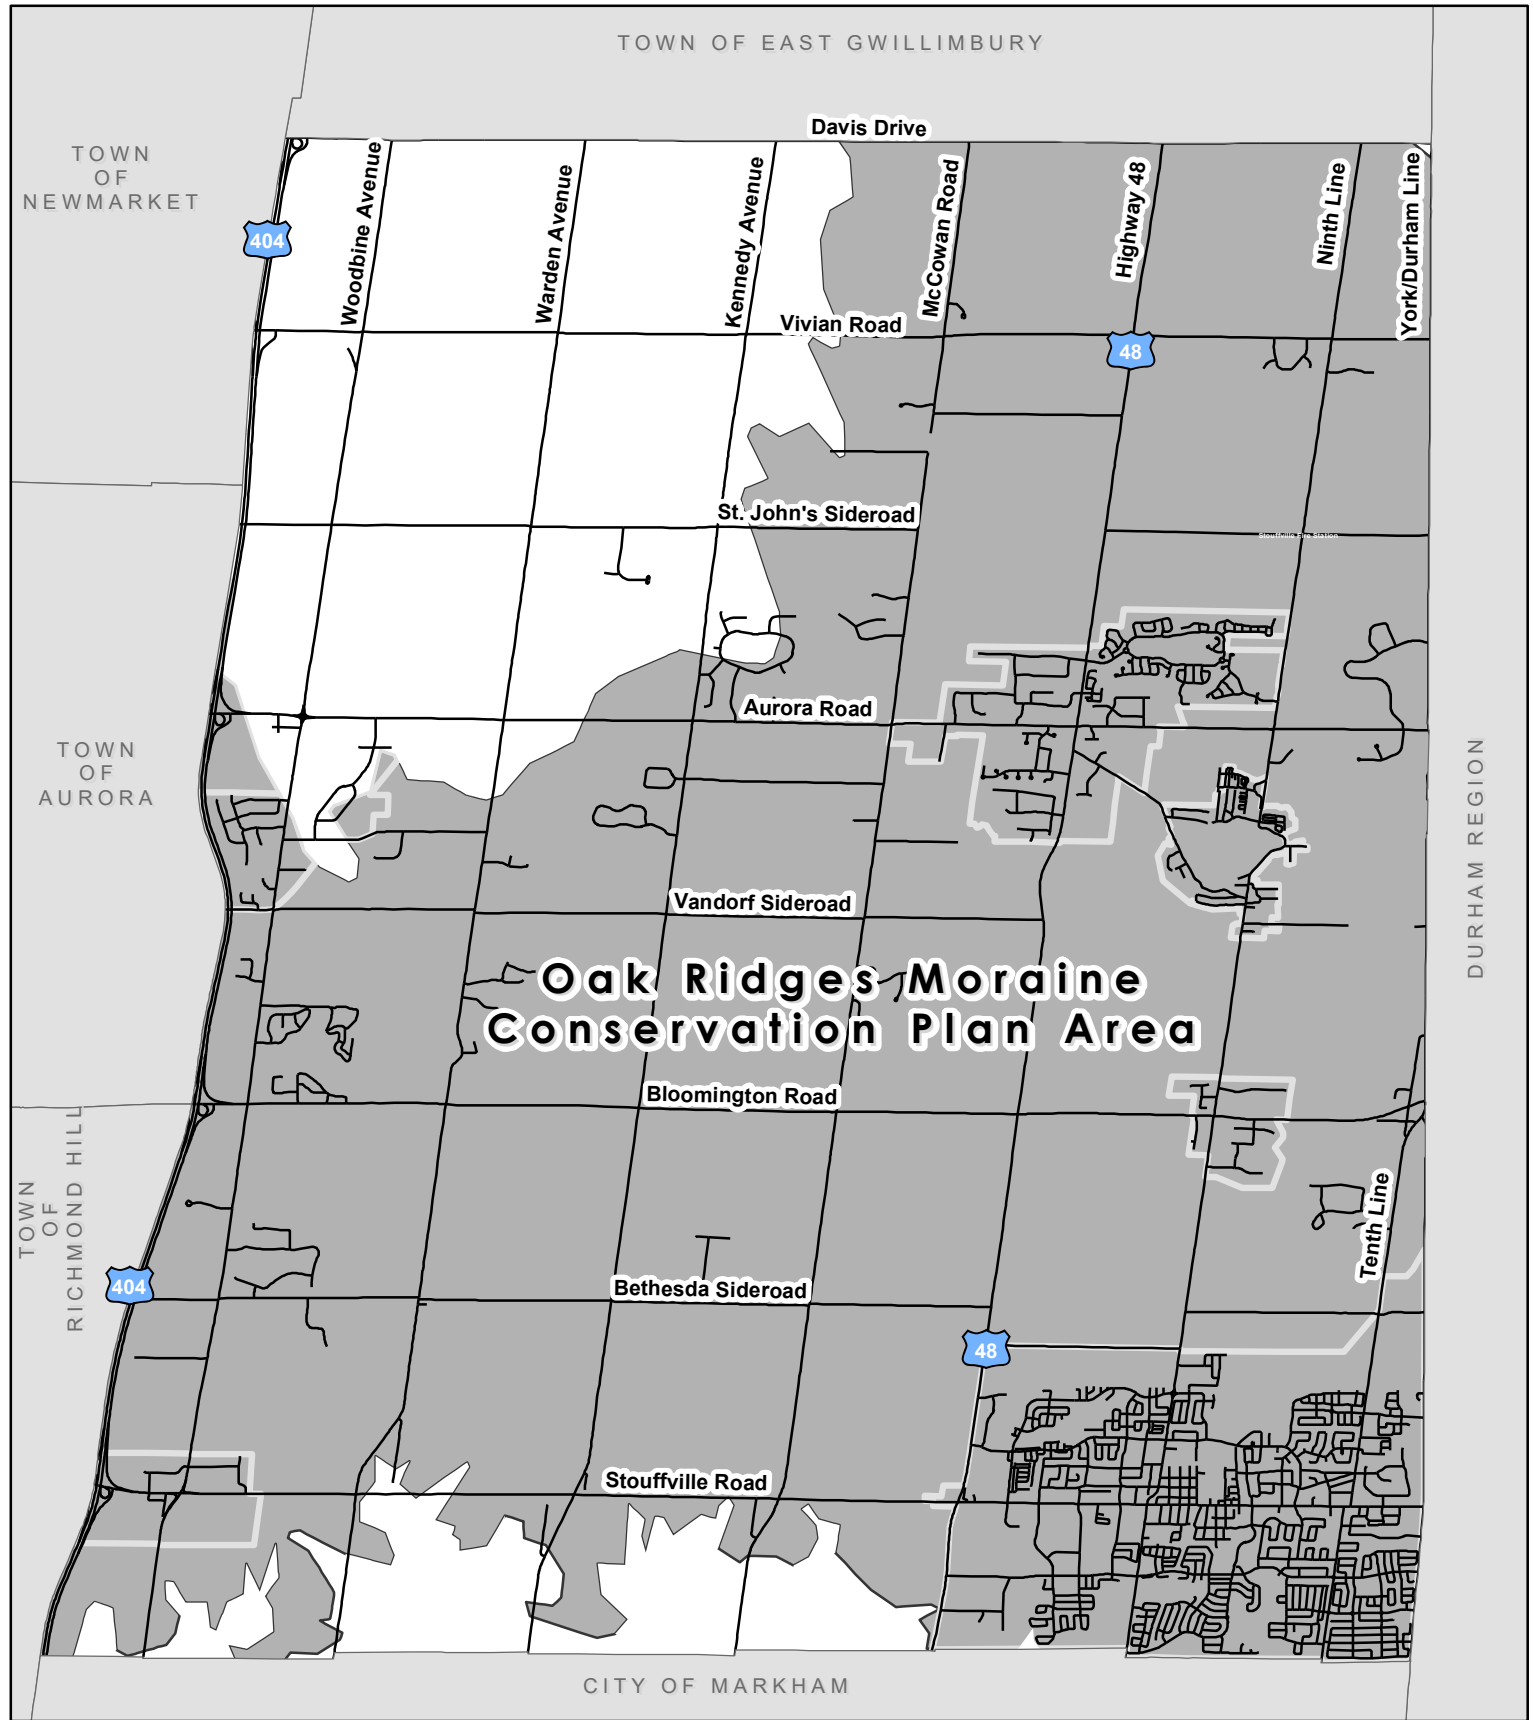 TOWN OF EAST GWILLIMBURY
Davis Drive
TOWN
OF
NEWMARKET
404
Woodbine Avenue
Warden Avenue
Kennedy Avenue
McCowan Road
Highway 48
Ninth Line
York/Durham Line
Vivian Road
48
St. John's Sideroad
Stouffville Fire Station
Aurora Road
TOWN
OF
AURORA
DURHAM REGION
Vandorf Sideroad
Oak Ridges Moraine
Conservation Plan Area
Bloomington Road
TOWN
OF
RICHMOND HILL
Tenth Line
404
Bethesda Sideroad
48
Stouffville Road
CITY OF MARKHAM